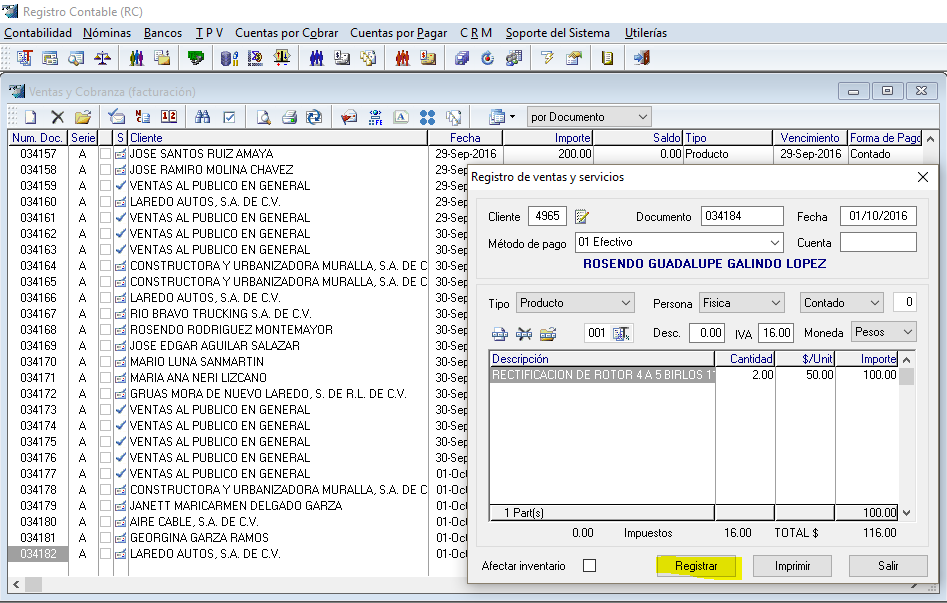 Registro Contable (RC)
Contabilidad Nóminas Bancos T P V Cuentas por Cobrar Cuentas por Pagar C R M Soporte del Sistema Utilerías
Ventas y Cobranza (facturación)
por Documento
Num. Doc. Serie S Cliente Fecha Importe Saldo Tipo Vencimiento Forma de Pago
034157 A JOSE SANTOS RUIZ AMAYA 29-Sep-2016 200.00 0.00 Producto 29-Sep-2016 Contado
034158 A JOSE RAMIRO MOLINA CHAVEZ 29-Sep
034159 A VENTAS AL PUBLICO EN GENERAL 29-Sep
034160 A LAREDO AUTOS, S.A. DE C.V. 29-Sep
034161 A VENTAS AL PUBLICO EN GENERAL 30-Sep
034162 A VENTAS AL PUBLICO EN GENERAL 30-Sep
034163 A VENTAS AL PUBLICO EN GENERAL 30-Sep
034164 A CONSTRUCTORA Y URBANIZADORA MURALLA, S.A. DE C 30-Sep
034165 A CONSTRUCTORA Y URBANIZADORA MURALLA, S.A. DE C 30-Sep
034166 A LAREDO AUTOS, S.A. DE C.V. 30-Sep
034167 A RIO BRAVO TRUCKING S.A. DE C.V. 30-Sep
034168 A ROSENDO RODRIGUEZ MONTEMAYOR 30-Sep
034169 A JOSE EDGAR AGUILAR SALAZAR 30-Sep
034170 A MARIO LUNA SANMARTIN 30-Sep
034171 A MARIA ANA NERI LIZCANO 30-Sep
034172 A GRUAS MORA DE NUEVO LAREDO, S. DE R.L. DE C.V. 30-Sep
034173 A VENTAS AL PUBLICO EN GENERAL 30-Sep
034174 A VENTAS AL PUBLICO EN GENERAL 30-Sep
034175 A VENTAS AL PUBLICO EN GENERAL 30-Sep
034176 A VENTAS AL PUBLICO EN GENERAL 30-Sep
034177 A VENTAS AL PUBLICO EN GENERAL 01-Oct
034178 A CONSTRUCTORA Y URBANIZADORA MURALLA, S.A. DE C 01-Oct
034179 A JANETT MARICARMEN DELGADO GARZA 01-Oct
034180 A AIRE CABLE, S.A. DE C.V. 01-Oct
034181 A GEORGINA GARZA RAMOS 01-Oct
034182 A LAREDO AUTOS, S.A. DE C.V. 01-Oct
Registro de ventas y servicios
Cliente 4965 Documento 034184 Fecha 01/10/2016
Método de pago 01 Efectivo Cuenta
ROSENDO GUADALUPE GALINDO LOPEZ
Tipo Producto Persona Fisica Contado 0
001 Desc. 0.00 IVA 16.00 Moneda Pesos
Descripción Cantidad $/Unit Importe
RECTIFICACION DE ROTOR 4 A 5 BIRLOS 1 2.00 50.00 100.00
1 Part(s) 100.00
0.00 Impuestos 16.00 TOTAL $ 116.00
Afectar inventario Registrar Imprimir Salir